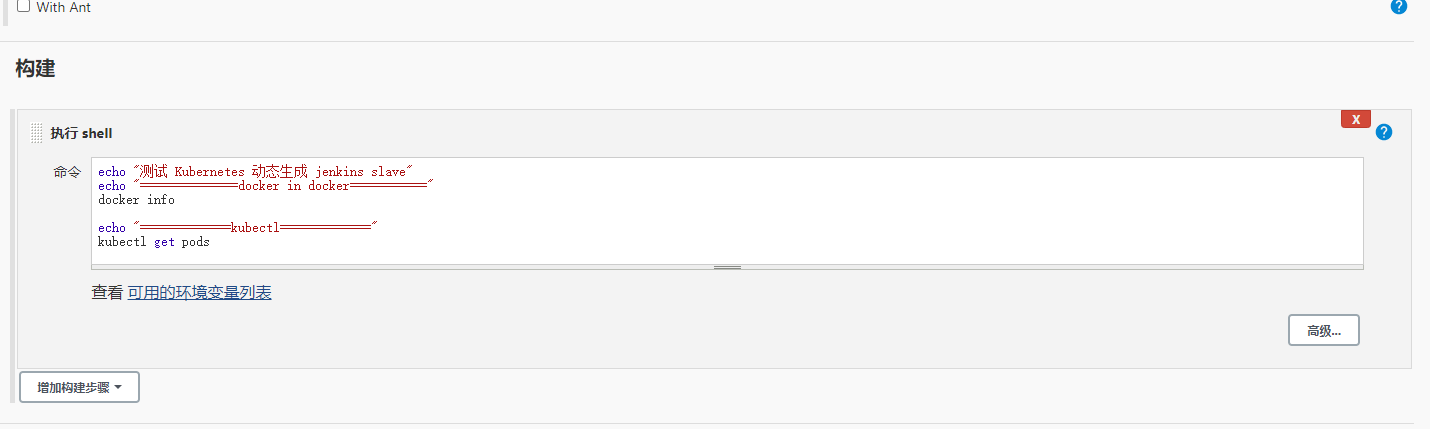 With Ant
?
构建
X
执行 shell
?
命令
echo "测试 Kubernetes 动态生成 jenkins slave"
echo "==============docker in docker==========="
docker info
echo "=============kubectl============="
kubectl get pods
查看 可用的环境变量列表
高级...
增加构建步骤